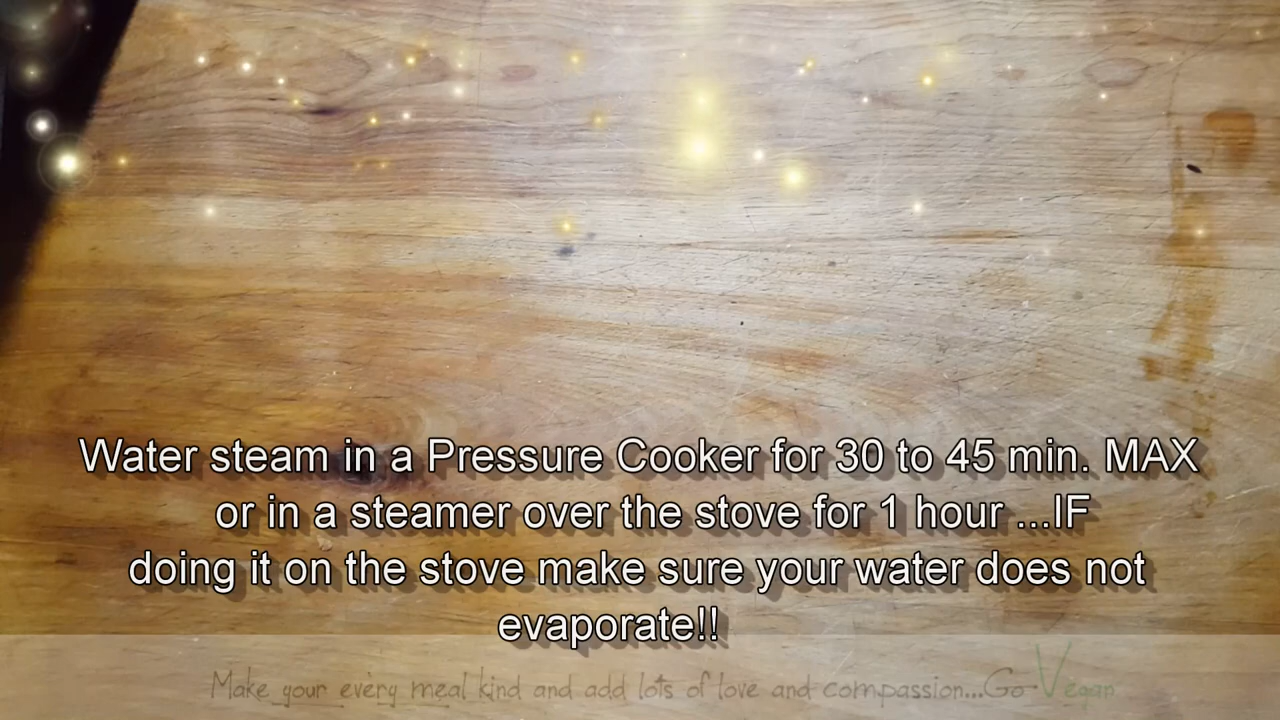 Water steam in a Pressure Cooker for 30 to 45 min. MAX
or in a steamer over the stove for 1 hour ...IF
doing it on the stove make sure your water does not
evaporate!!
Make your every meal kind and add lots of love and compassion...Go Vegan